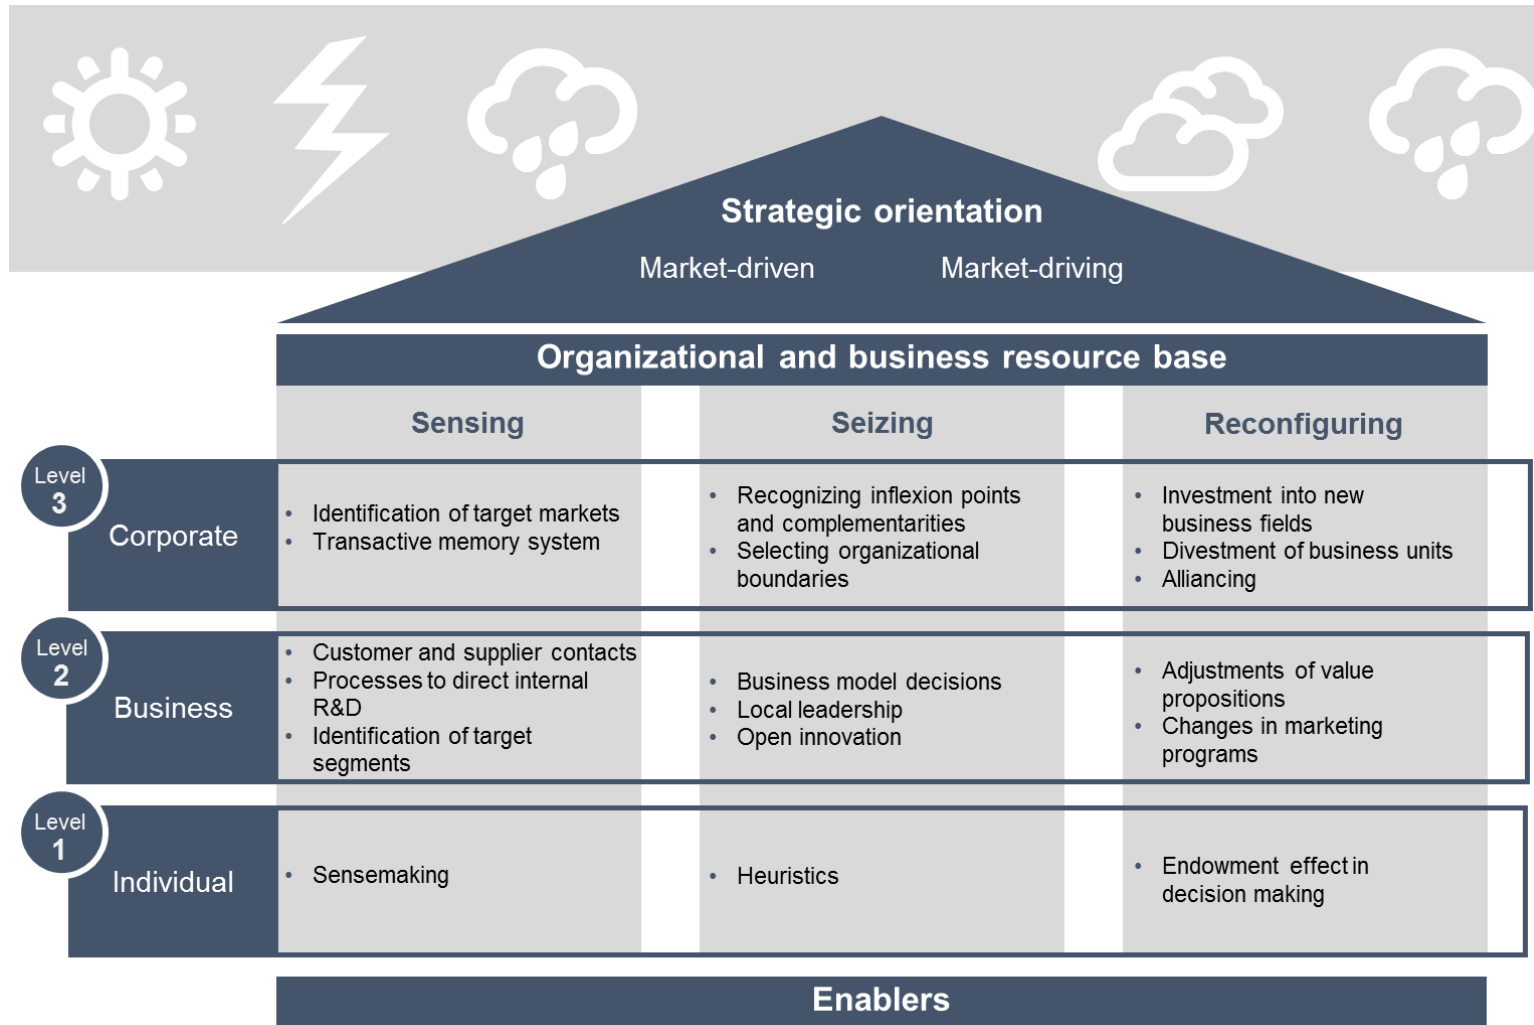 Strategic orientation
Market-driven
Market-driving
Organizational and business resource base
Sensing
Seizing
Reconfiguring
Level
3
Corporate
• Identification of target markets
• Transactive memory system
• Recognizing inflexion points
and complementarities
• Selecting organizational
boundaries
• Investment into new
business fields
• Divestment of business units
• Alliancing
Level
2
Business
• Customer and supplier contacts
• Processes to direct internal
R&D
• Identification of target
segments
• Business model decisions
• Local leadership
• Open innovation
• Adjustments of value
propositions
• Changes in marketing
programs
Level
1
Individual
• Sensemaking
• Heuristics
• Endowment effect in
decision making
Enablers